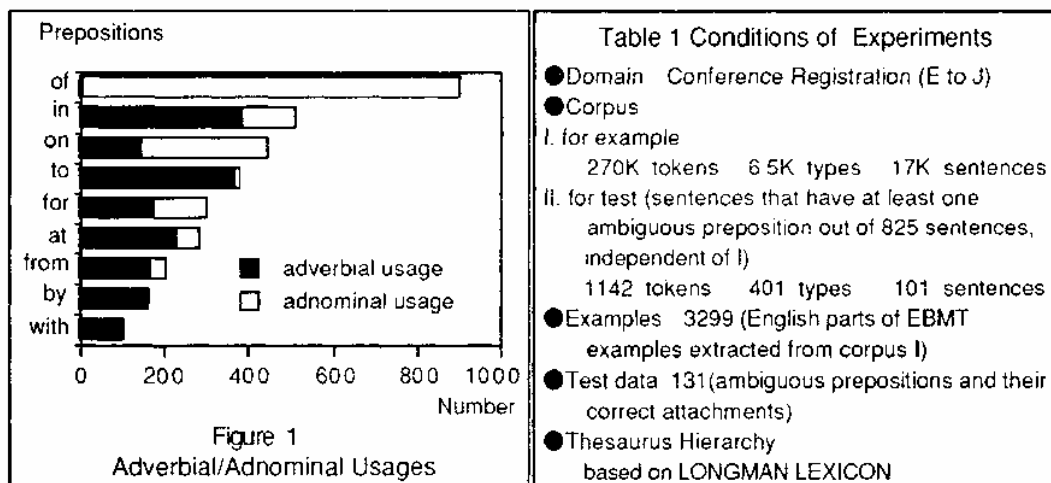 Prepositions
of
in
on
to
for
at
from
by
with
adverbial usage
adnominal usage
0 200 400 600 800 1000
Number
Figure 1
Adverbial/Adnominal Usages
Table 1 Conditions of Experiments
●Domain Conference Registration (E to J)
●Corpus
I. for example
270K tokens 6.5K types 17K sentences
II. for test (sentences that have at least one
ambiguous preposition out of 825 sentences,
independent of I)
1142 tokens 401 types 101 sentences
●Examples 3299 (English parts of EBMT
examples extracted from corpus I)
●Test data 131(ambiguous prepositions and their
correct attachments)
●Thesaurus Hierarchy
based on LONGMAN LEXICON